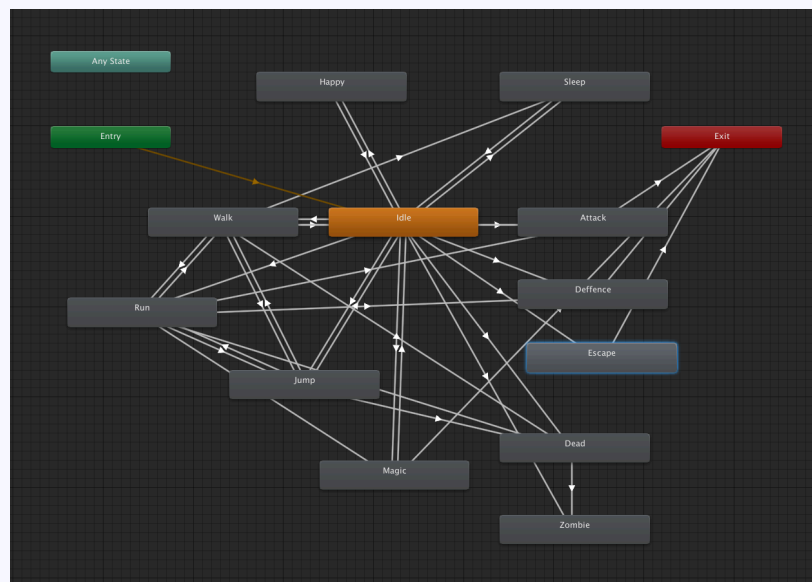 Any State
Happy
Sleep
Entry
Exit
Walk
Idle
Attack
Deffence
Run
Escape
Jump
Dead
Magic
Zombie